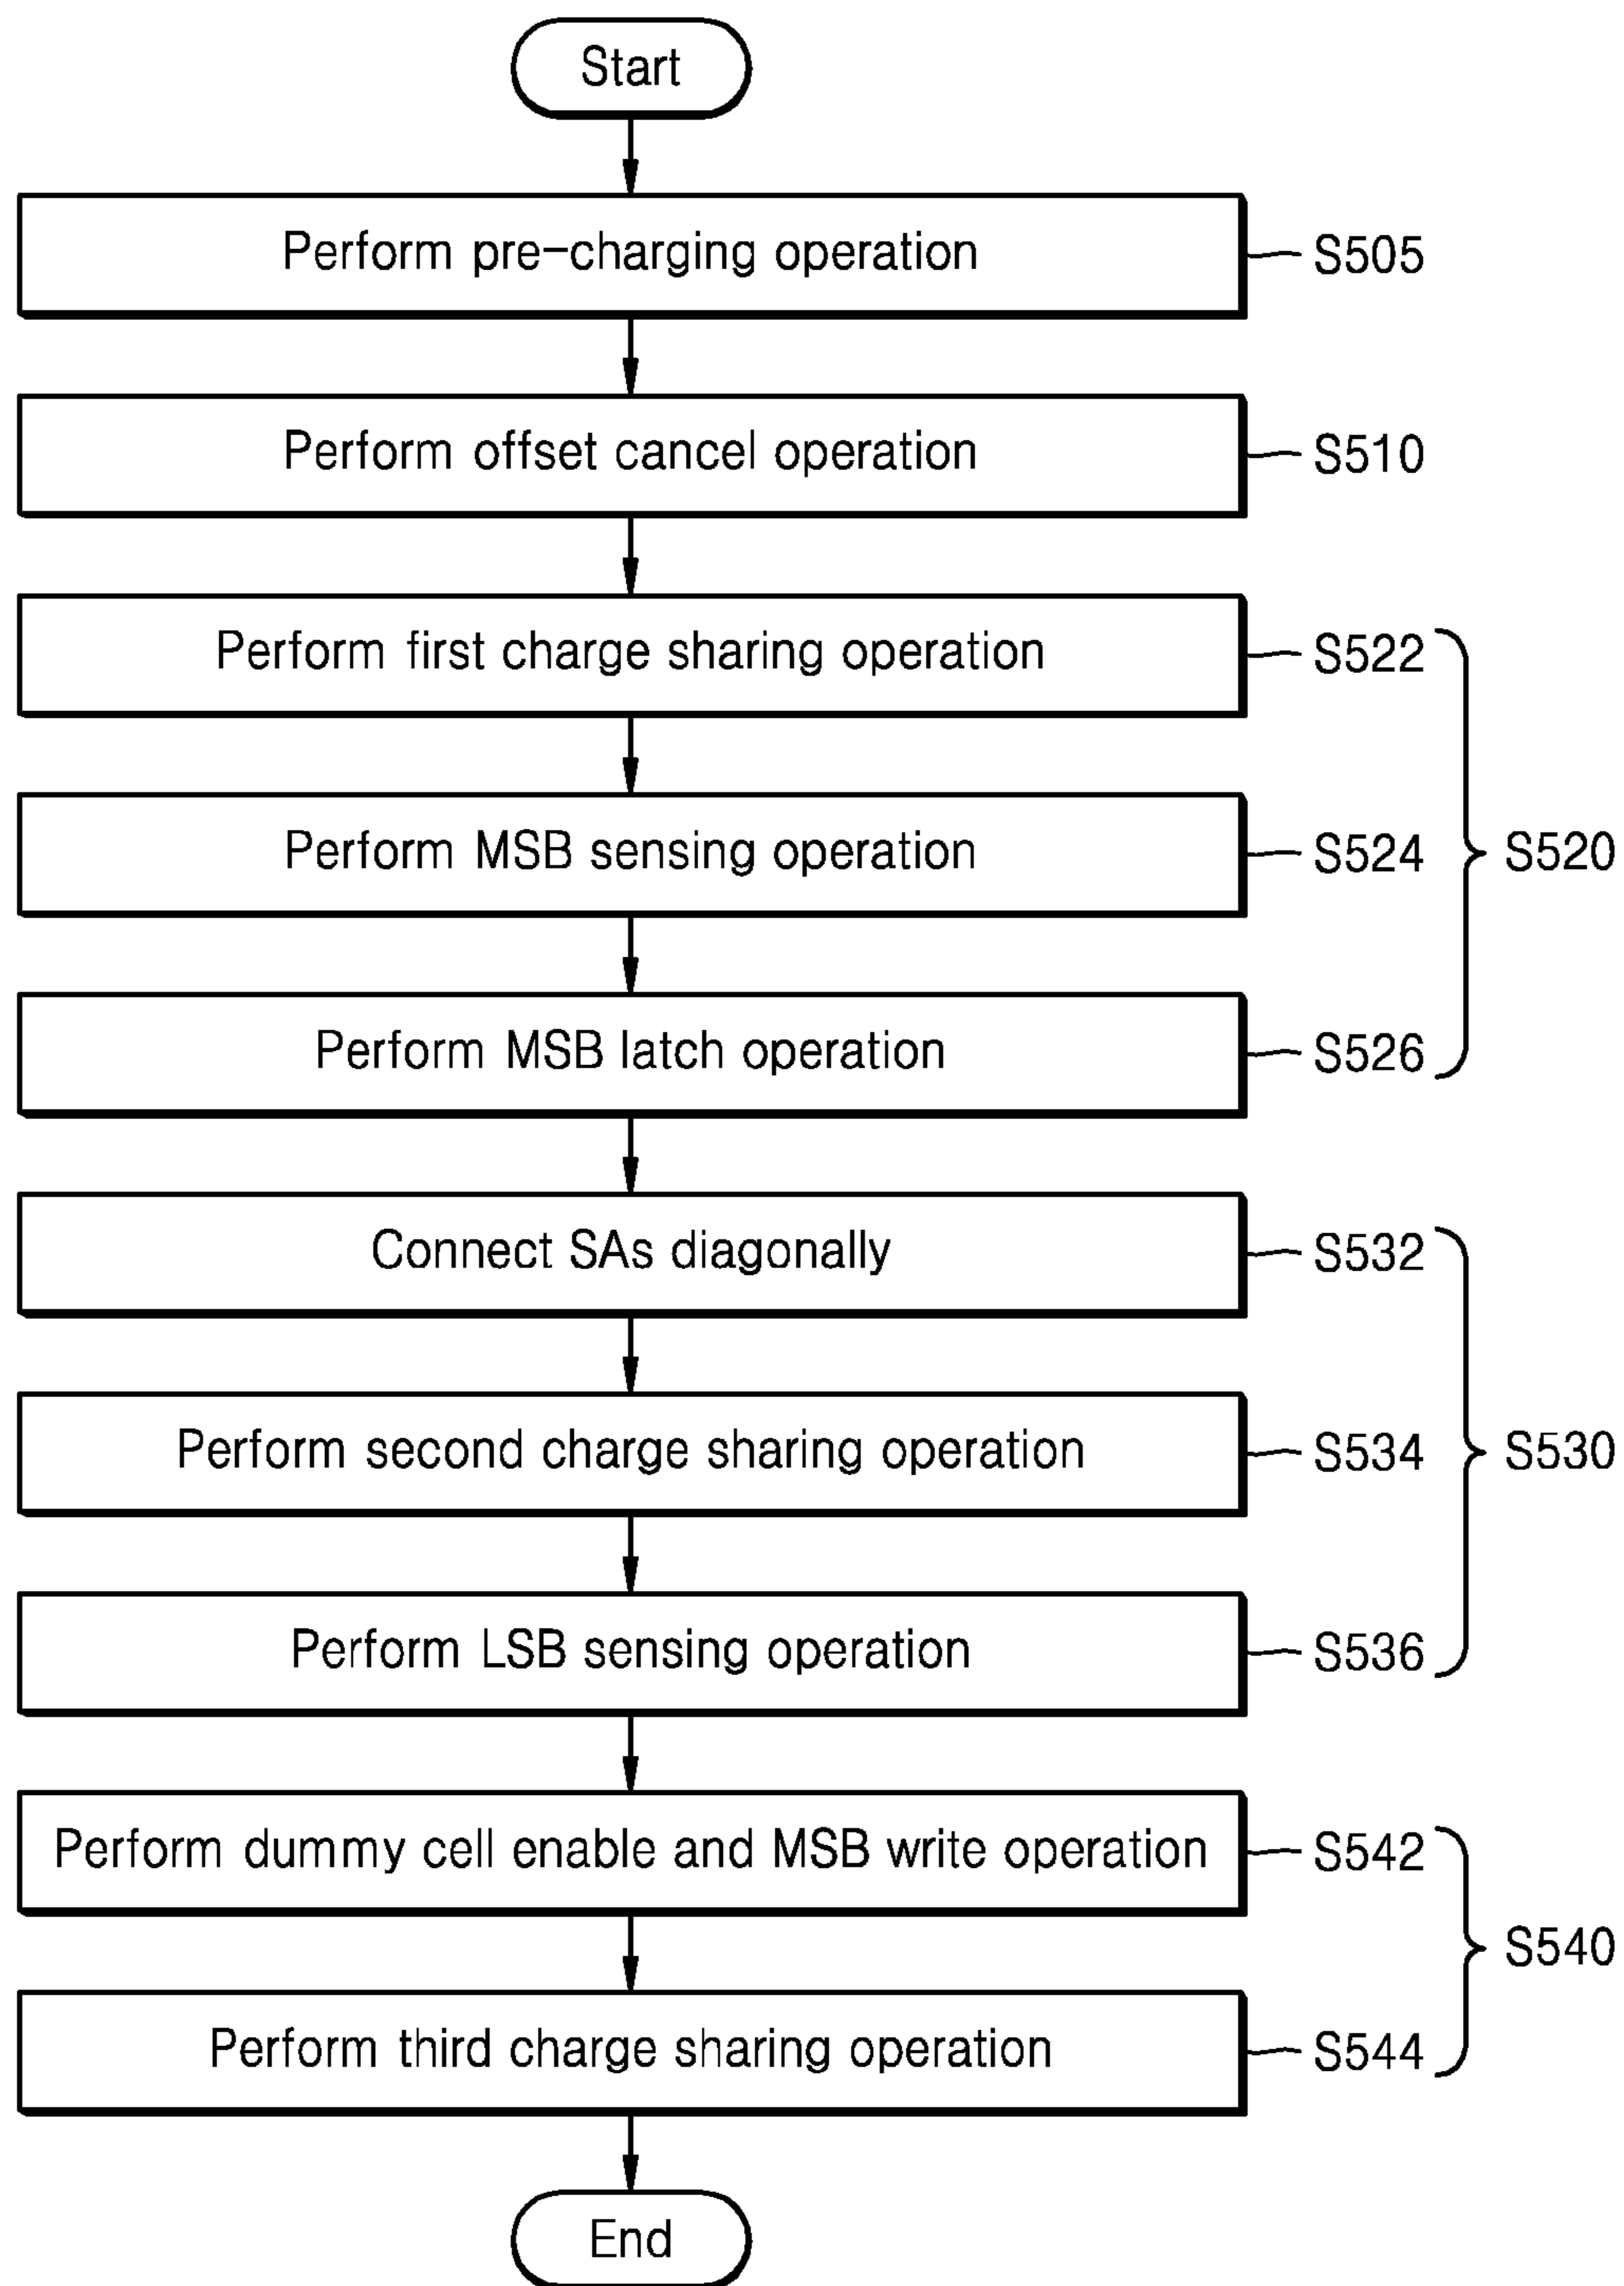 Start
Perform pre-charging operation
S505
Perform offset cancel operation
S510
Perform first charge sharing operation
S522
Perform MSB sensing operation
S524
S520
Perform MSB latch operation
S526
Connect SAs diagonally
S532
Perform second charge sharing operation
S534
S530
Perform LSB sensing operation
S536
Perform dummy cell enable and MSB write operation
S542
S540
Perform third charge sharing operation
S544
End